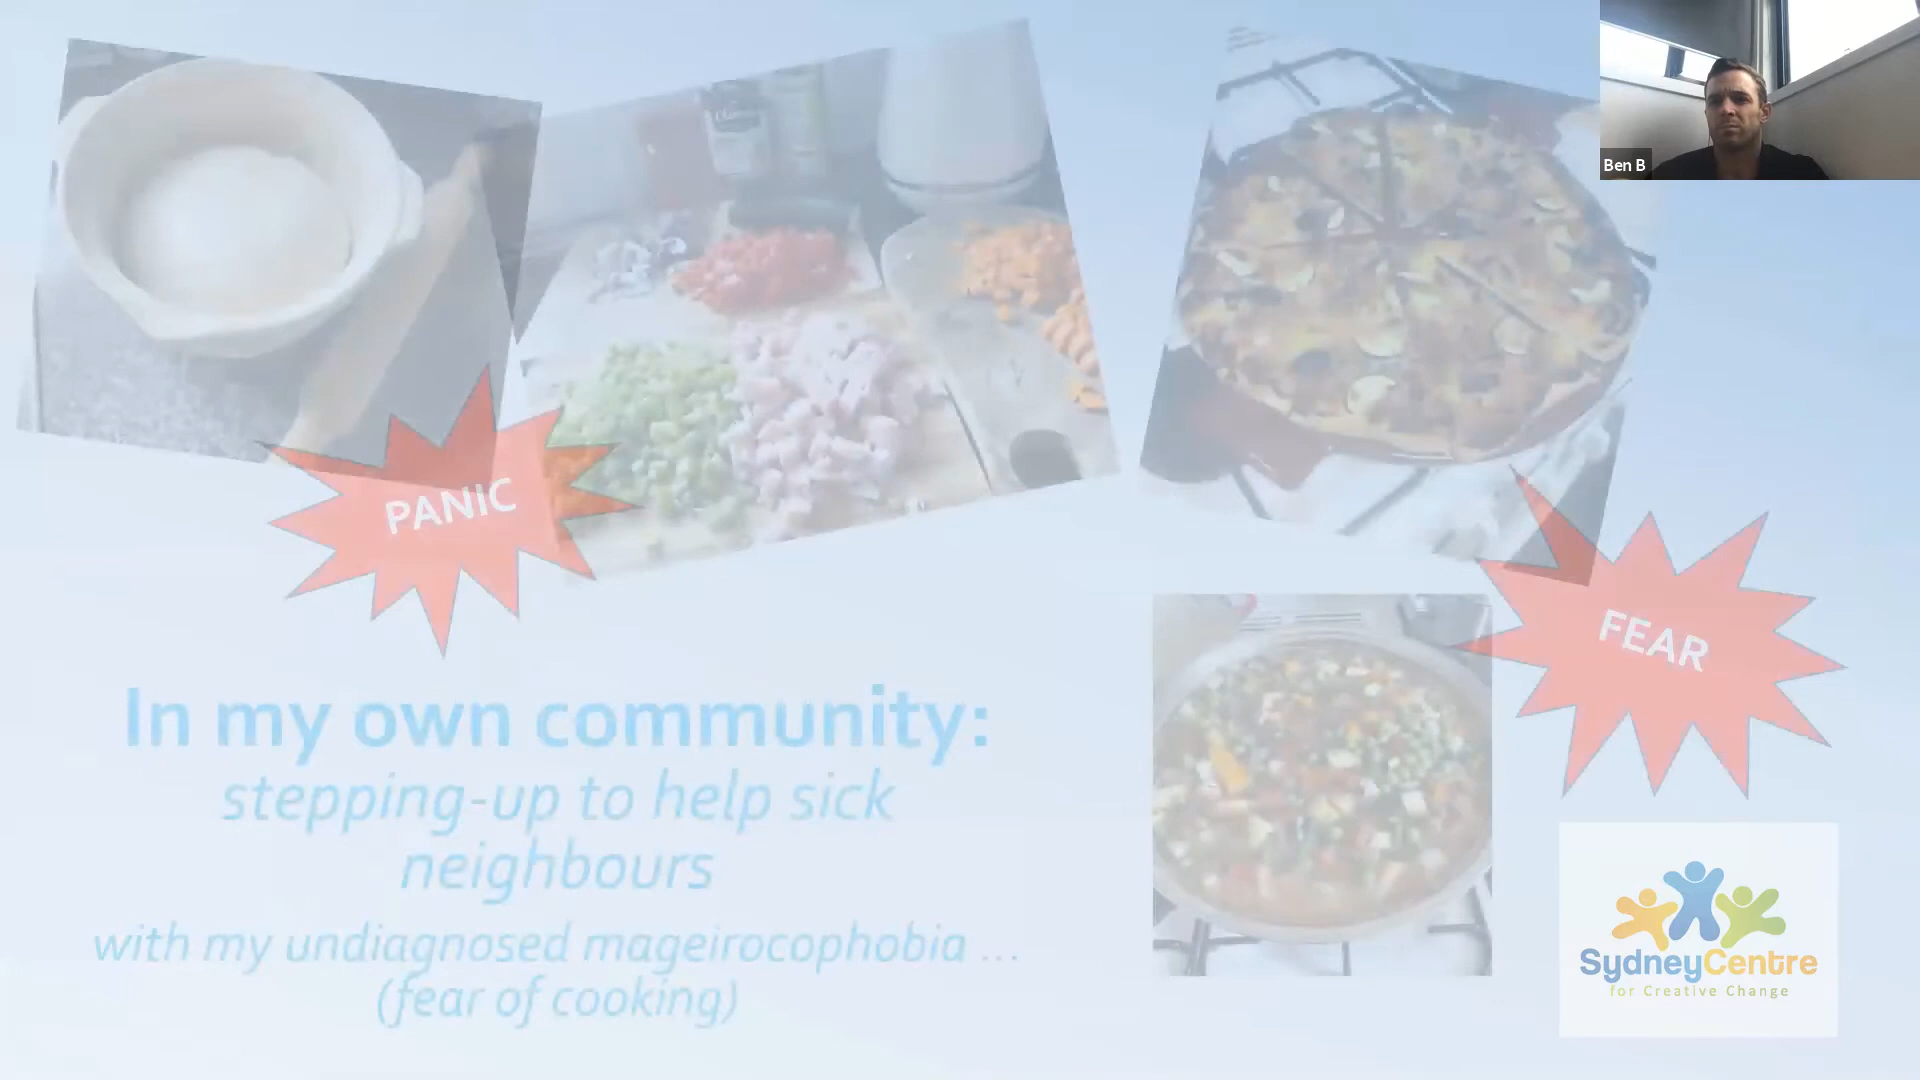 Ben B
PANIC
FEAR
In my own community:
stepping-up to help sick
neighbours
with my undiagnosed mageirocophobia ...
(fear of cooking)
SydneyCentre
for Creative Change